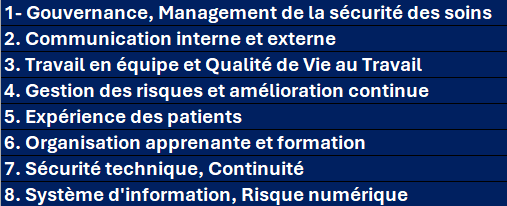 1- Gouvernance, Management de la sécurité des soins
2. Communication interne et externe
3. Travail en équipe et Qualité de Vie au Travail
4. Gestion des risques et amélioration continue
5. Expérience des patients
6. Organisation apprenante et formation
7. Sécurité technique, Continuité
8. Système d'information, Risque numérique